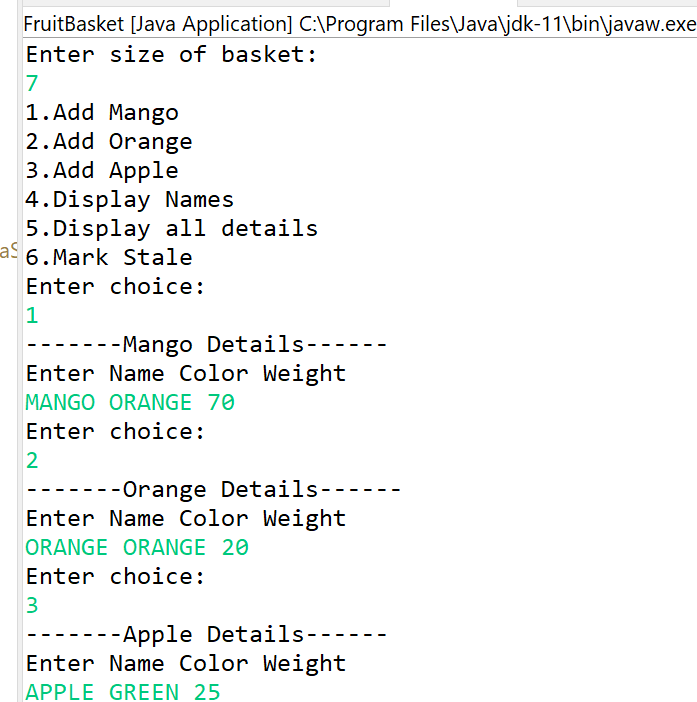 FruitBasket [Java Application] C:\Program Files\Java\jdk-11\bin\javaw.exe
Enter size of basket:
7
1.Add Mango
2.Add Orange
3.Add Apple
4.Display Names
5.Display all details
6.Mark Stale
Enter choice:
1
-------Mango Details------
Enter Name Color Weight
MANGO ORANGE 70
Enter choice:
2
-------Orange Details------
Enter Name Color Weight
ORANGE ORANGE 20
Enter choice:
3
-------Apple Details------
Enter Name Color Weight
APPLE GREEN 25